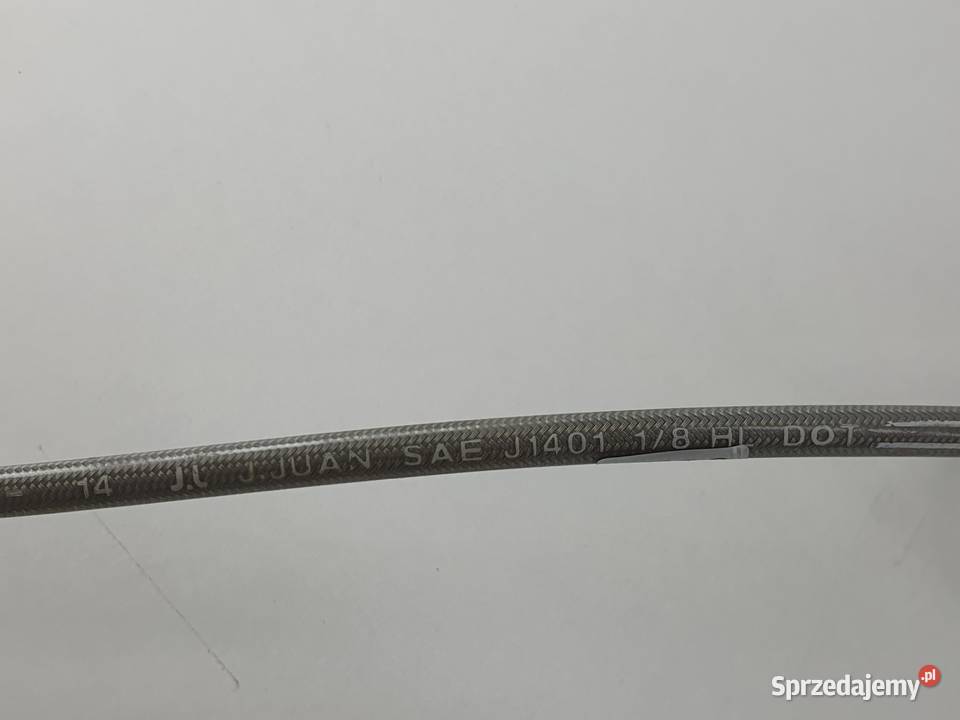 14 J.J. J.JUAN SAE J1401 1/8 HL DOT
Sprzedajemy.pl